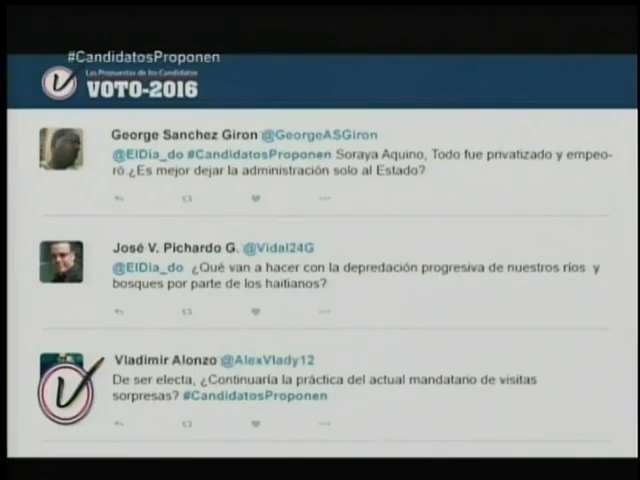 #CandidatosProponen
Las Propuestas de los Candidatos
VOTO-2016
George Sanchez Giron @GeorgeASGiron
@ElDia_do #CandidatosProponen Soraya Aquino, Todo fue privatizado y empeo-
ró.¿Es mejor dejar la administración solo al Estado?
José V. Pichardo G. @Vidal24G
@ElDia_do ¿Qué van a hacer con la depredación progresiva de nuestros ríos y
bosques por parte de los haitianos?
Vladimir Alonzo @AlexVlady12
De ser electa, ¿Continuaría la práctica del actual mandatario de visitas
sorpresas? #CandidatosProponen